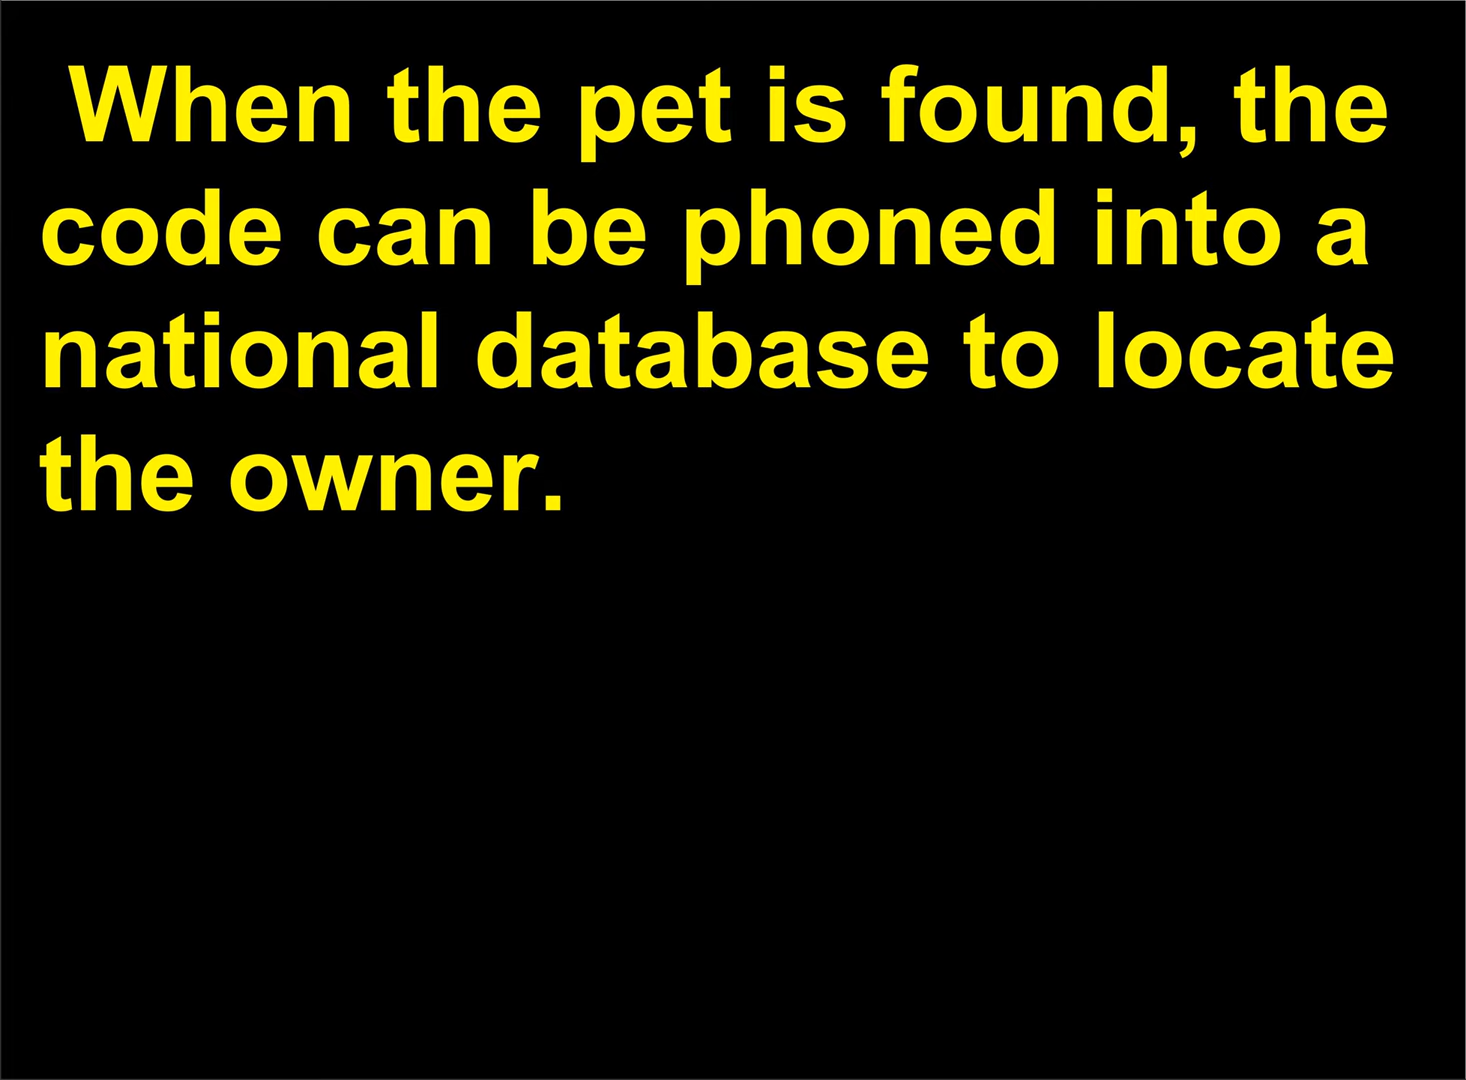 When the pet is found, the
code can be phoned into a
national database to locate
the owner.